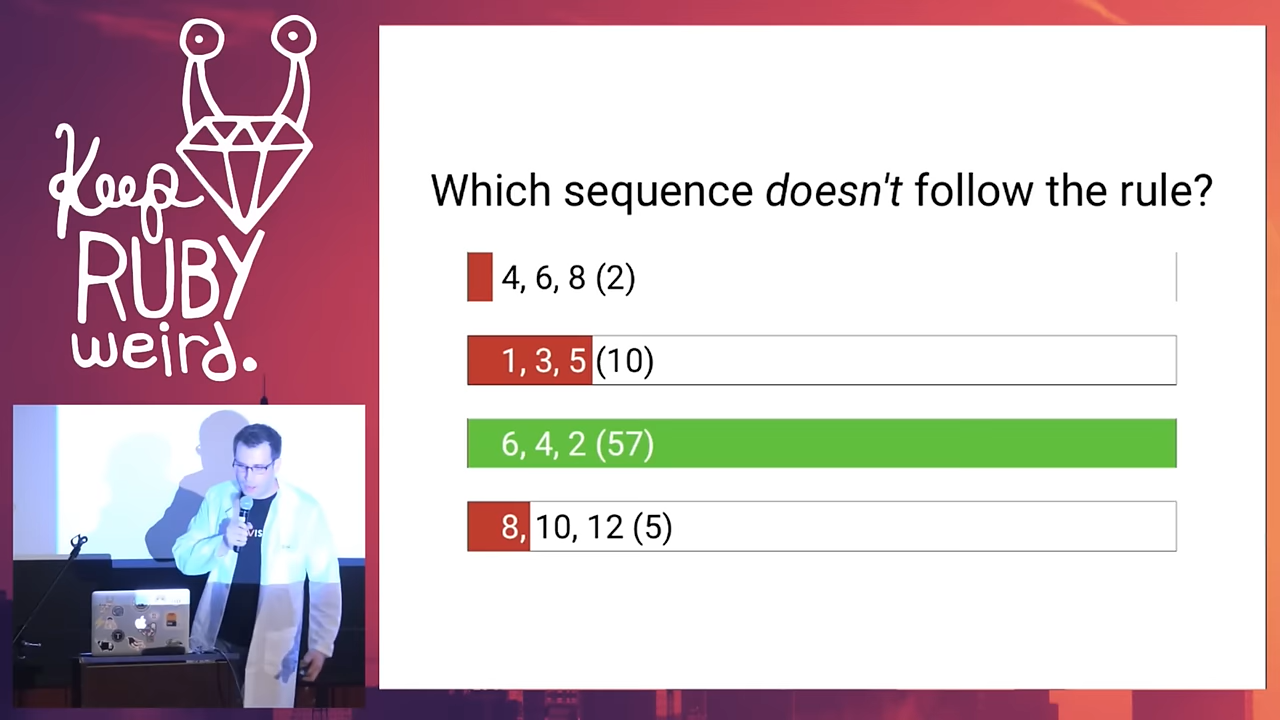 Keep
RUBY
weird.
Which sequence doesn't follow the rule?
4, 6, 8 (2)
1, 3, 5 (10)
6, 4, 2 (57)
8, 10, 12 (5)